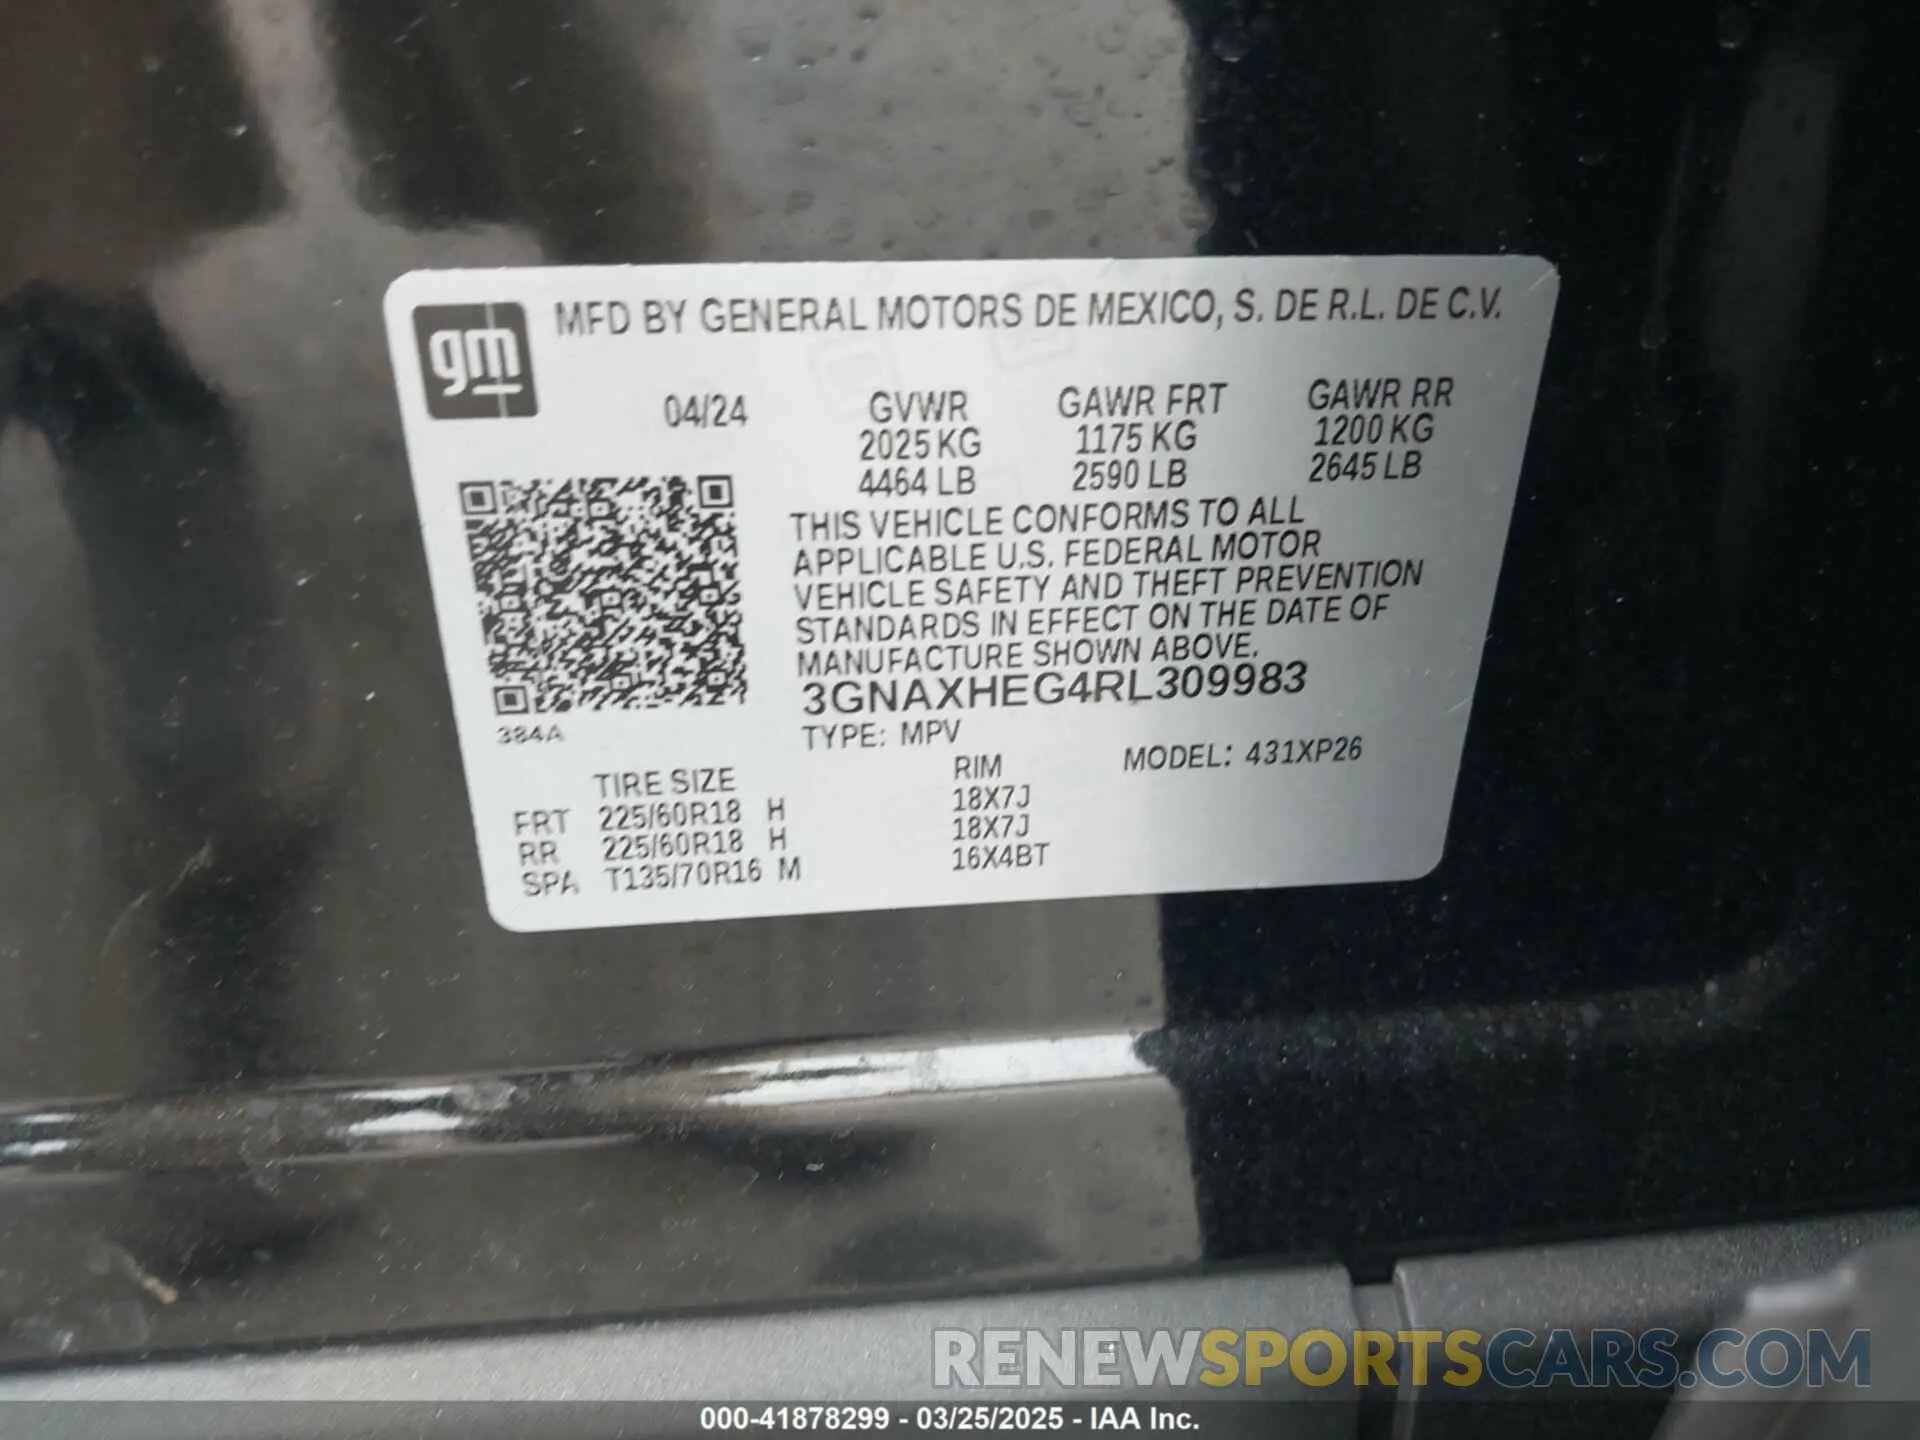 gm
MFD BY GENERAL MOTORS DE MEXICO, S. DE R.L. DE C.V.
04/24
GVWR GAWR FRT GAWR RR
2025 KG 1175 KG 1200 KG
4464 LB 2590 LB 2645 LB
THIS VEHICLE CONFORMS TO ALL
APPLICABLE U.S. FEDERAL MOTOR
VEHICLE SAFETY AND THEFT PREVENTION
STANDARDS IN EFFECT ON THE DATE OF
MANUFACTURE SHOWN ABOVE.
3GNAXHEG4RL309983
384A
TYPE: MPV
MODEL: 431XP26
TIRE SIZE RIM
FRT 225/60R18 H 18X7J
RR 225/60R18 H 18X7J
SPA T135/70R16 M 16X4BT
RENEWSPORTSCARS.COM
000-41878299 - 03/25/2025 - IAA Inc.